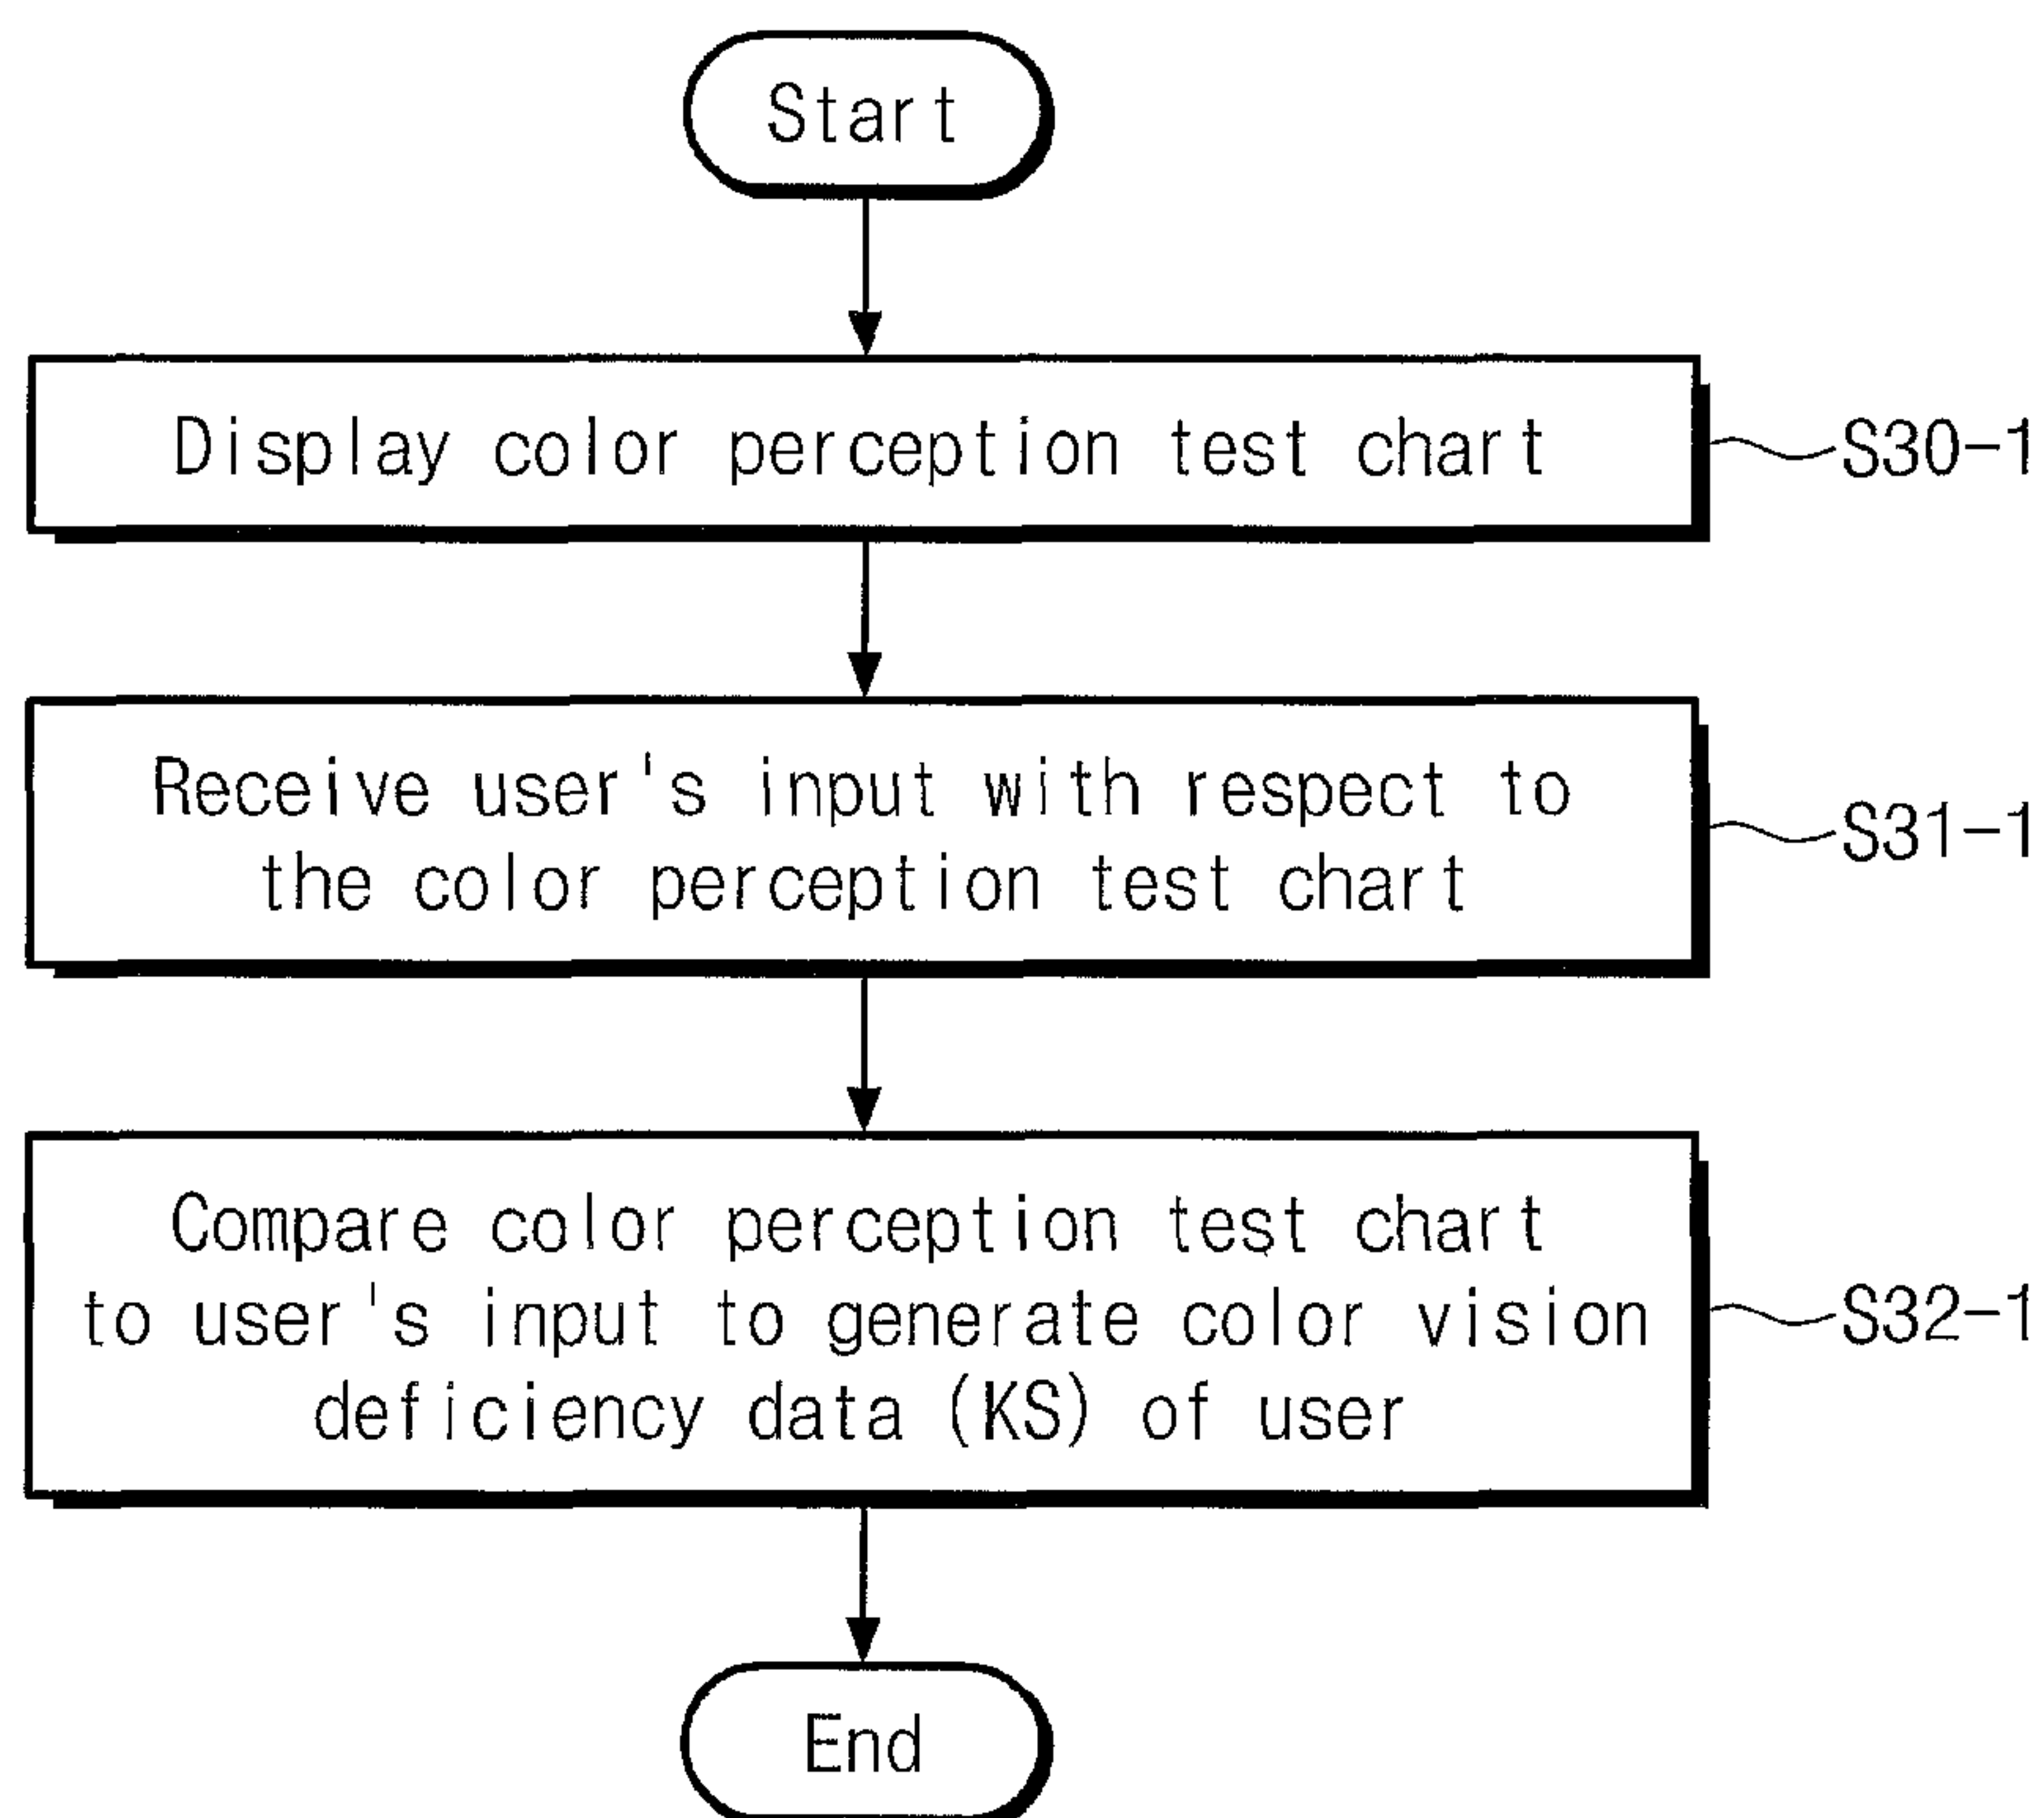 Start
Display color perception test chart
S30-1
Receive user's input with respect to
the color perception test chart
S31-1
Compare color perception test chart
to user's input to generate color vision
deficiency data (KS) of user
S32-1
End